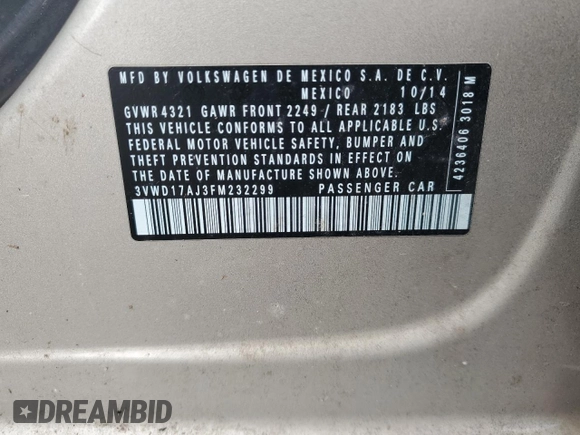 MFD BY VOLKSWAGEN DE MEXICO S.A. DE C.V.
MEXICO 10/14
GVWR 4321 GAWR FRONT 2249 / REAR 2183 LBS
THIS VEHICLE CONFORMS TO ALL APPLICABLE U.S.
FEDERAL MOTOR VEHICLE SAFETY, BUMPER AND
THEFT PREVENTION STANDARDS IN EFFECT ON THE
DATE OF MANUFACTURE SHOWN ABOVE.
3VWD17AJ3FM232299 PASSENGER CAR
4236406 3018 M
DREAMBID